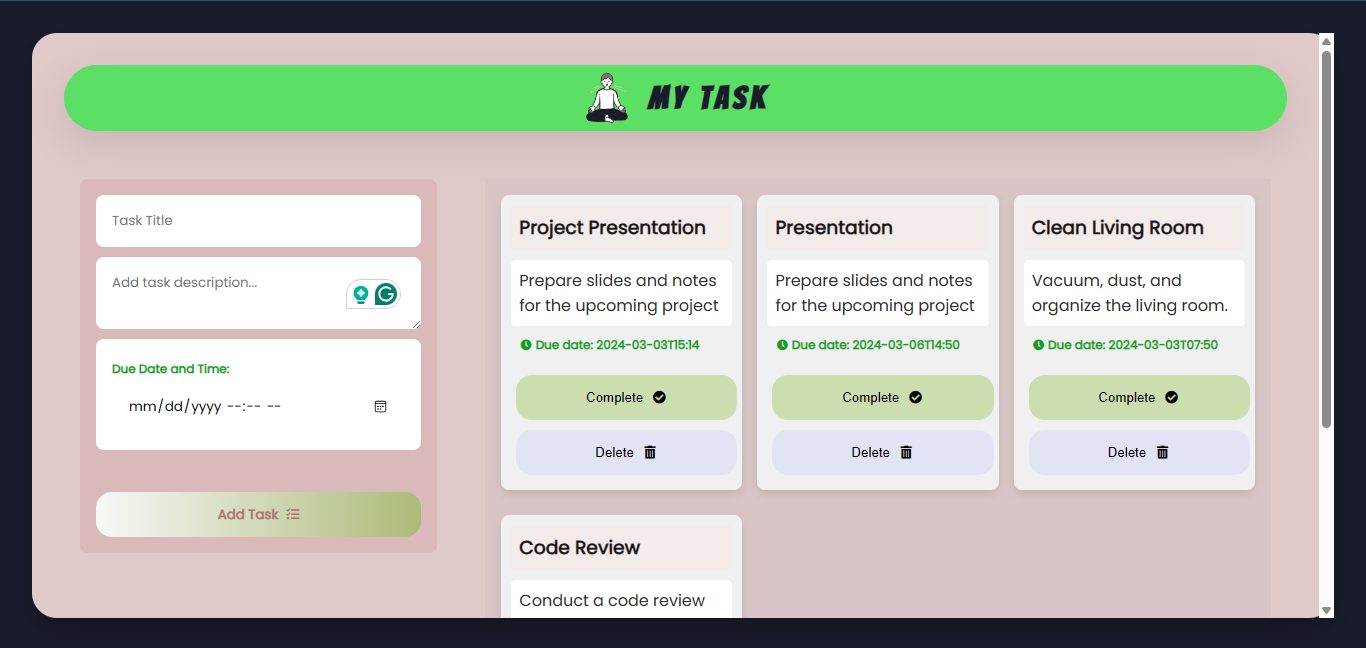 MY TASK
Task Title
Add task description...
Due Date and Time:
mm/dd/yyyy --:-- --
Add Task
Project Presentation
Prepare slides and notes
for the upcoming project
Due date: 2024-03-03T15:14
Complete
Delete
Presentation
Prepare slides and notes
for the upcoming project
Due date: 2024-03-06T14:50
Complete
Delete
Clean Living Room
Vacuum, dust, and
organize the living room.
Due date: 2024-03-03T07:50
Complete
Delete
Code Review
Conduct a code review